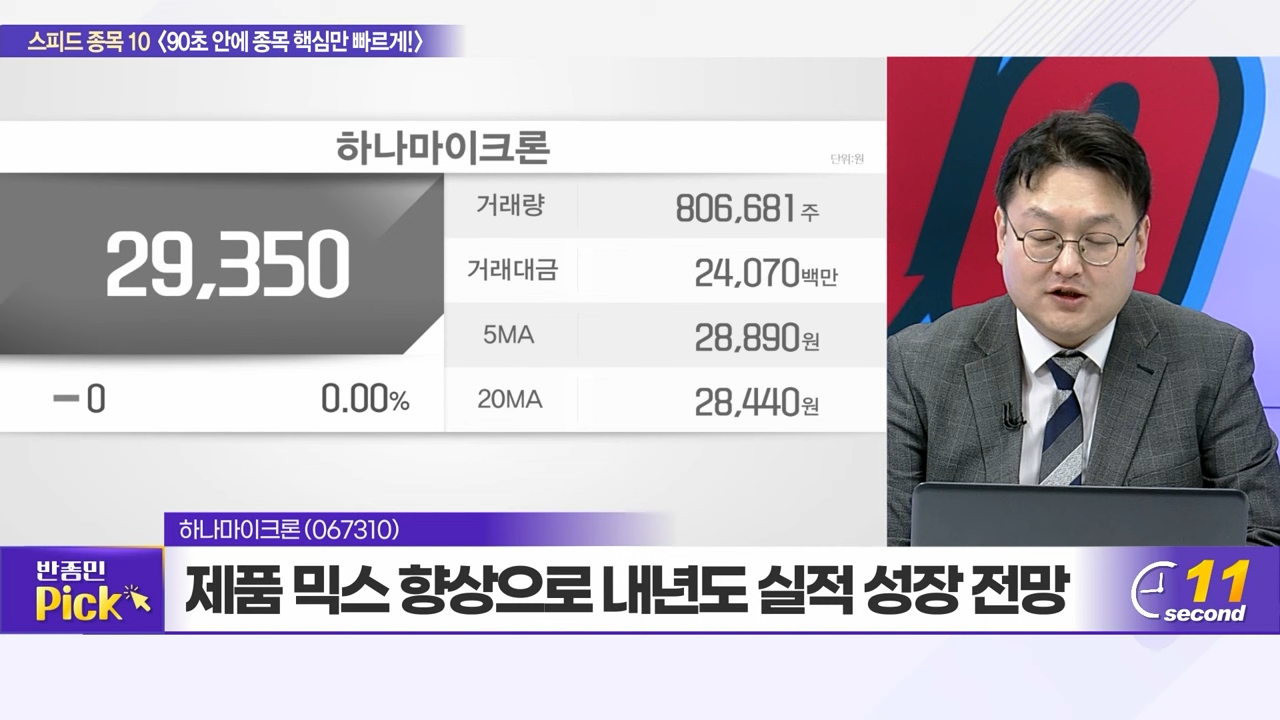 스피드 종목 10 〈90초 안에 종목 핵심만 빠르게!〉
하나마이크론
단위:원
29,350
0 0.00%
거래량 806,681주
거래대금 24,070백만
5MA 28,890원
20MA 28,440원
하나마이크론(067310)
반종민
Pick
제품 믹스 향상으로 내년도 실적 성장 전망
11
second